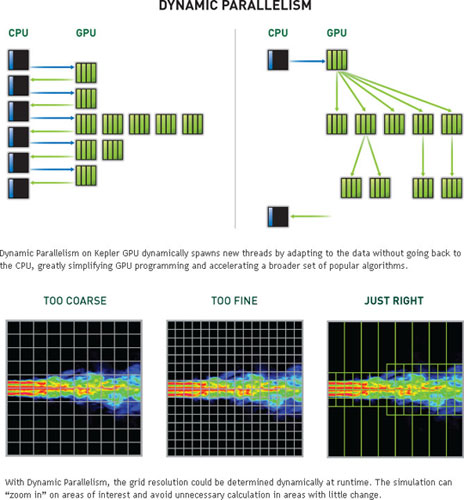 DYNAMIC PARALLELISM
CPU GPU CPU GPU
Dynamic Parallelism on Kepler GPU dynamically spawns new threads by adapting to the data without going back to
the CPU, greatly simplifying GPU programming and accelerating a broader set of popular algorithms.
TOO COARSE TOO FINE JUST RIGHT
With Dynamic Parallelism, the grid resolution could be determined dynamically at runtime. The simulation can
“zoom in” on areas of interest and avoid unnecessary calculation in areas with little change.